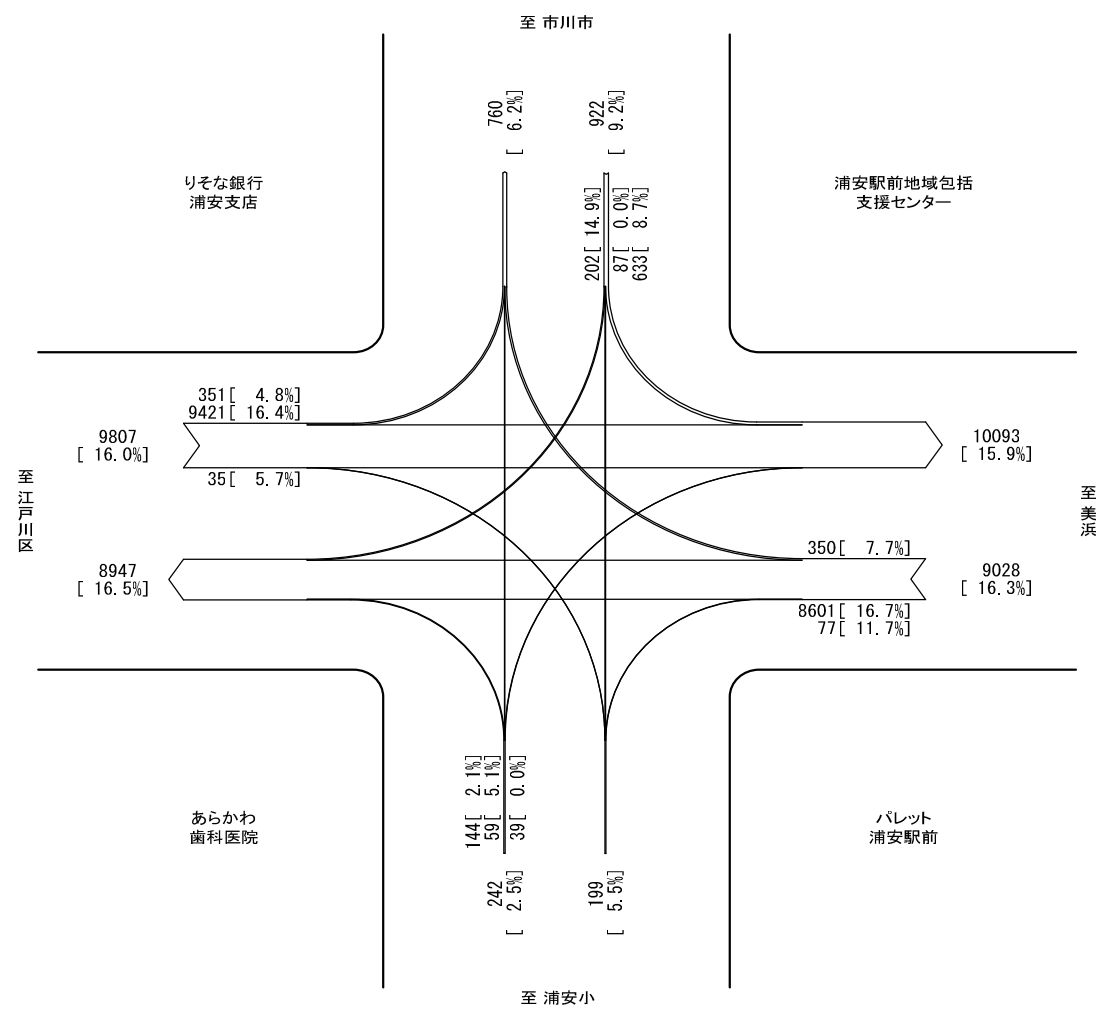 至 市川市
760
[ 6.2%]
922
[ 9.2%]
りそな銀行
浦安支店
浦安駅前地域包括
支援センター
202[ 14.9%]
87[ 0.0%]
633[ 8.7%]
351[ 4.8%]
9421[ 16.4%]
9807
[ 16.0%]
35[ 5.7%]
10093
[ 15.9%]
至 江戸川区
至 美浜
350[ 7.7%]
8947
[ 16.5%]
9028
[ 16.3%]
8601[ 16.7%]
77[ 11.7%]
144[ 2.1%]
59[ 5.1%]
39[ 0.0%]
あらかわ
歯科医院
パレット
浦安駅前
242
[ 2.5%]
199
[ 5.5%]
至 浦安小